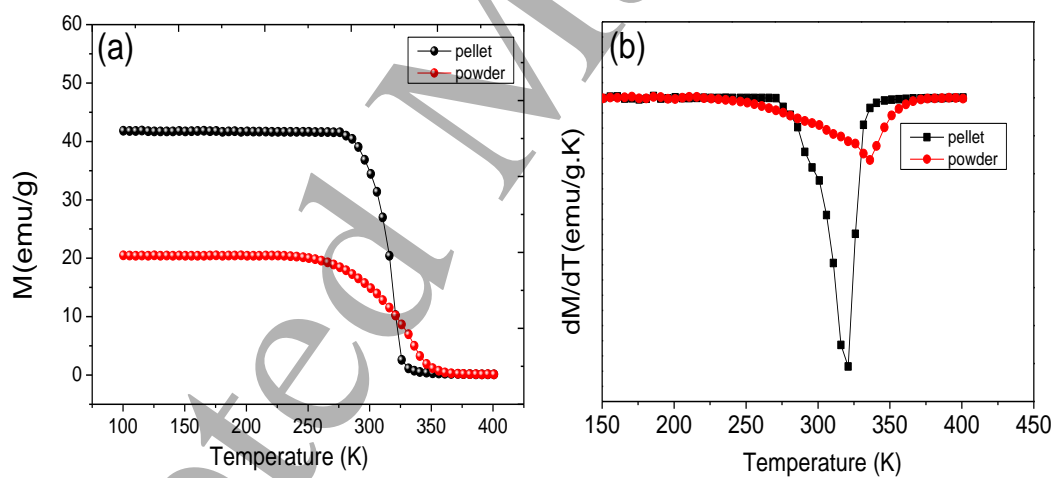 (a)
pellet
powder
M(emu/g)
60
50
40
30
20
10
0
100 150 200 250 300 350 400
Temperature (K)
(b)
pellet
powder
dM/dT(emu/g.K)
150 200 250 300 350 400 450
Temperature (K)
pted M